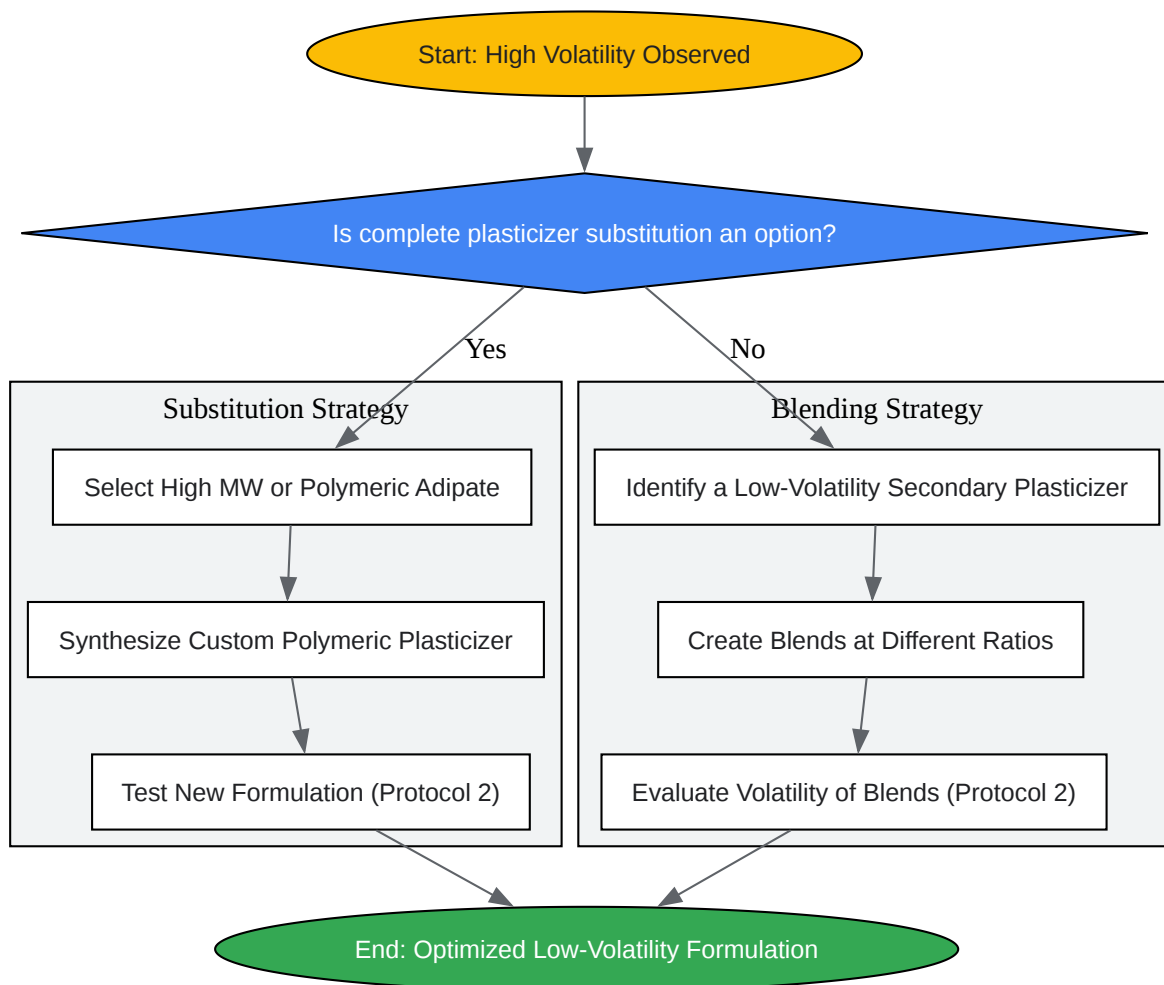 Start: High Volatility Observed
Is complete plasticizer substitution an option?
Yes
No
Substitution Strategy
Select High MW or Polymeric Adipate
Synthesize Custom Polymeric Plasticizer
Test New Formulation (Protocol 2)
Blending Strategy
Identify a Low-Volatility Secondary Plasticizer
Create Blends at Different Ratios
Evaluate Volatility of Blends (Protocol 2)
End: Optimized Low-Volatility Formulation